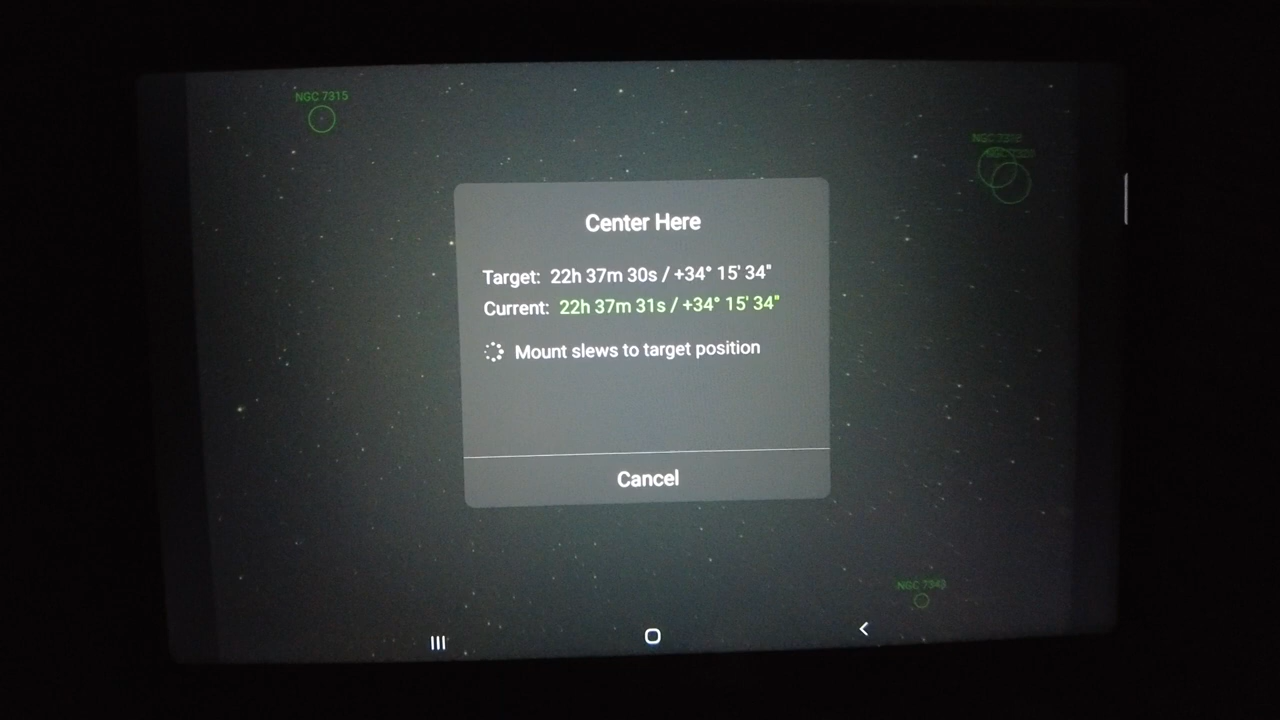 NGC 7315
Center Here
Target: 22h 37m 30s / +34° 15' 34"
Current: 22h 37m 31s / +34° 15' 34"
Mount slews to target position
Cancel
NGC 7343